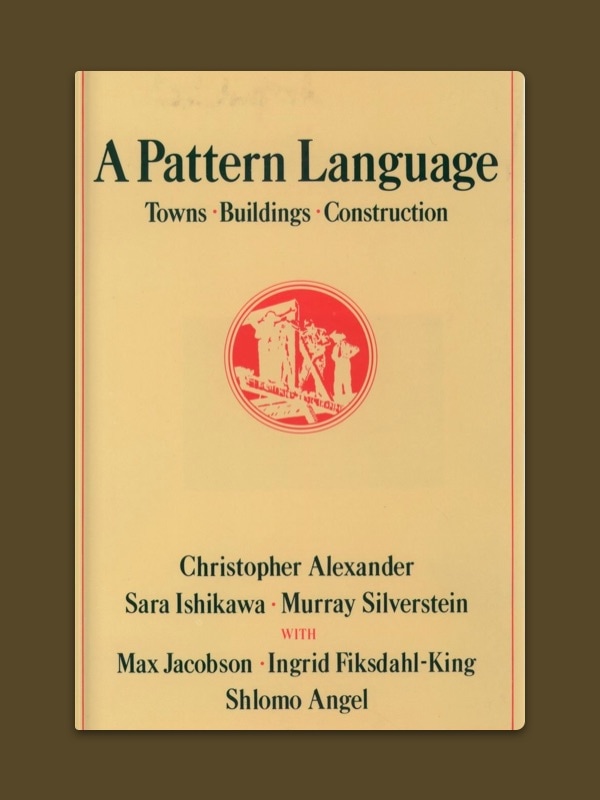 A Pattern Language
Towns · Buildings · Construction
Christopher Alexander
Sara Ishikawa · Murray Silverstein
WITH
Max Jacobson · Ingrid Fiksdahl-King
Shlomo Angel